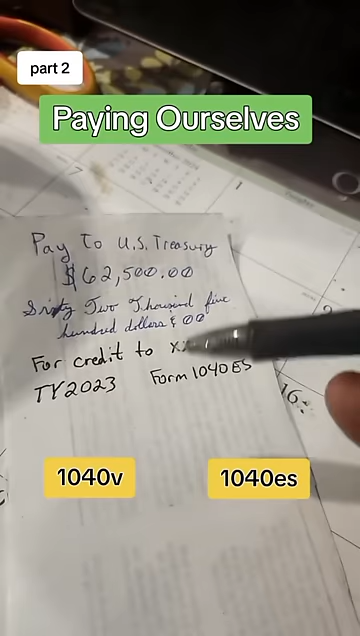 part 2
Paying Ourselves
Pay To U.S. Treasury
$62,500.00
Sixty Two Thousand five
hundred dollars & 00
For credit to
TY2023 Form 1040ES
16
1040v 1040es